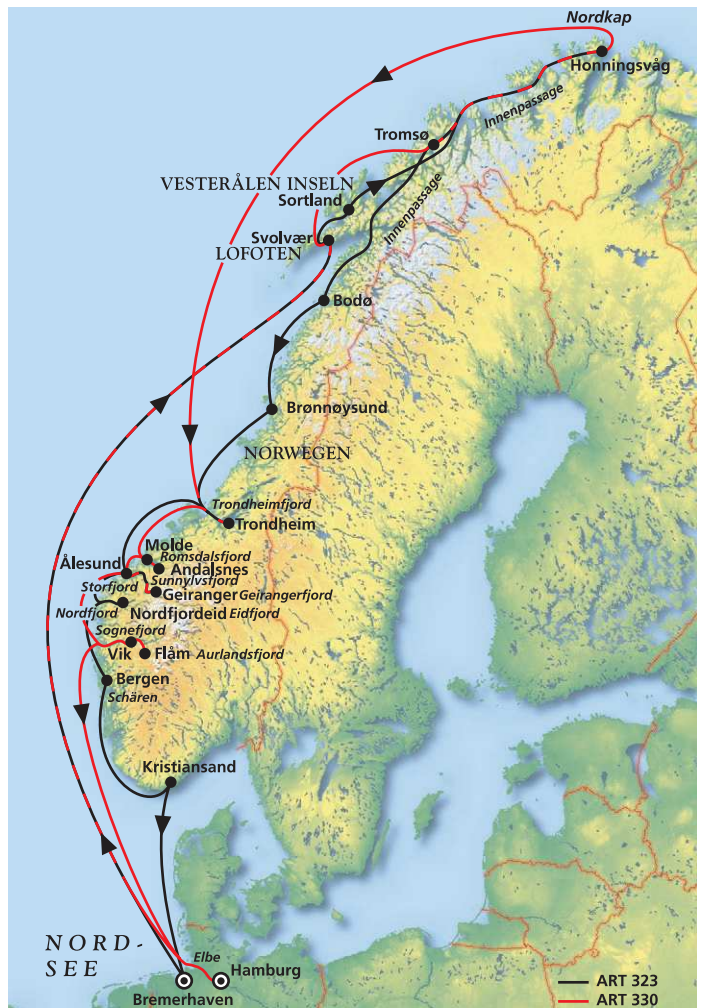 Nordkap
Honningsvåg
Innenpassage
Tromsø
VESTERÅLEN INSELN
Sortland
Innenpassage
Svolvær
LOFOTEN
Bodø
Brønnøysund
NORWEGEN
Trondheimfjord
Trondheim
Molde
Romsdalsfjord
Ålesund
Andalsnes
Sunnylvsfjord
Storfjord
Geiranger Geirangerfjord
Nordfjord
Nordfjordeid Eidfjord
Sognefjord
Vik
Flåm Aurlandsfjord
Bergen
Schären
Kristiansand
NORD-
SEE
Elbe
Hamburg
Bremerhaven
ART 323
ART 330